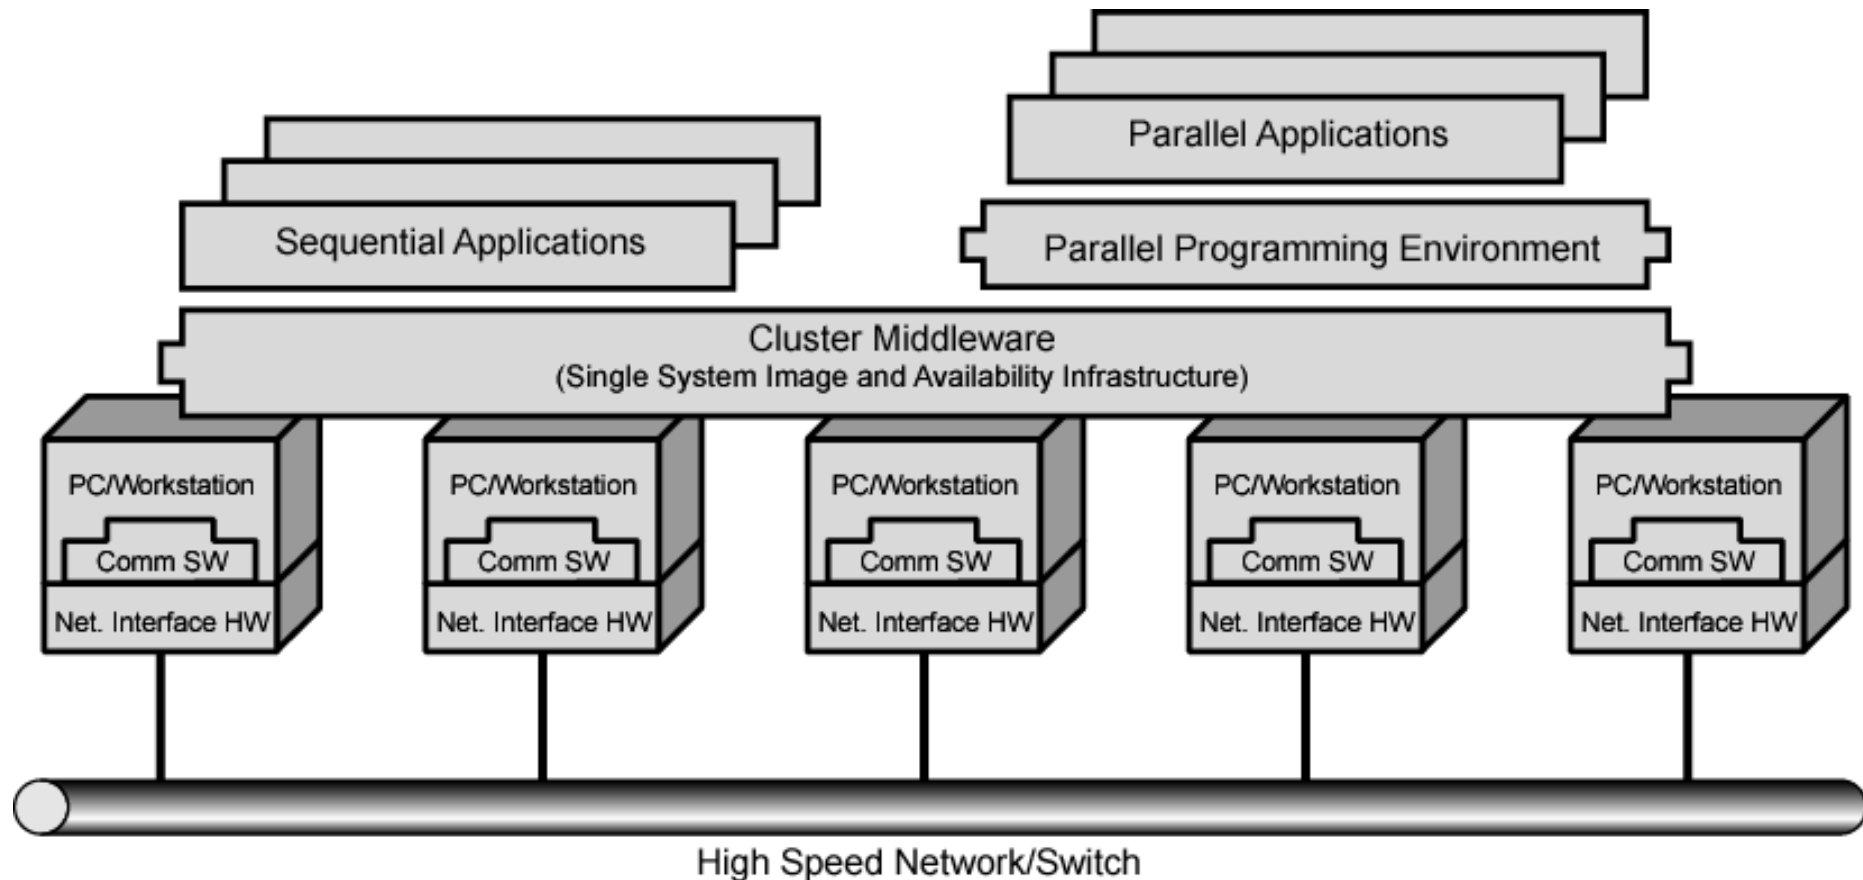 Parallel Applications
Sequential Applications
Parallel Programming Environment
Cluster Middleware
(Single System Image and Availability Infrastructure)
PC/Workstation
Comm SW
Net. Interface HW
PC/Workstation
Comm SW
Net. Interface HW
PC/Workstation
Comm SW
Net. Interface HW
PC/Workstation
Comm SW
Net. Interface HW
PC/Workstation
Comm SW
Net. Interface HW
High Speed Network/Switch